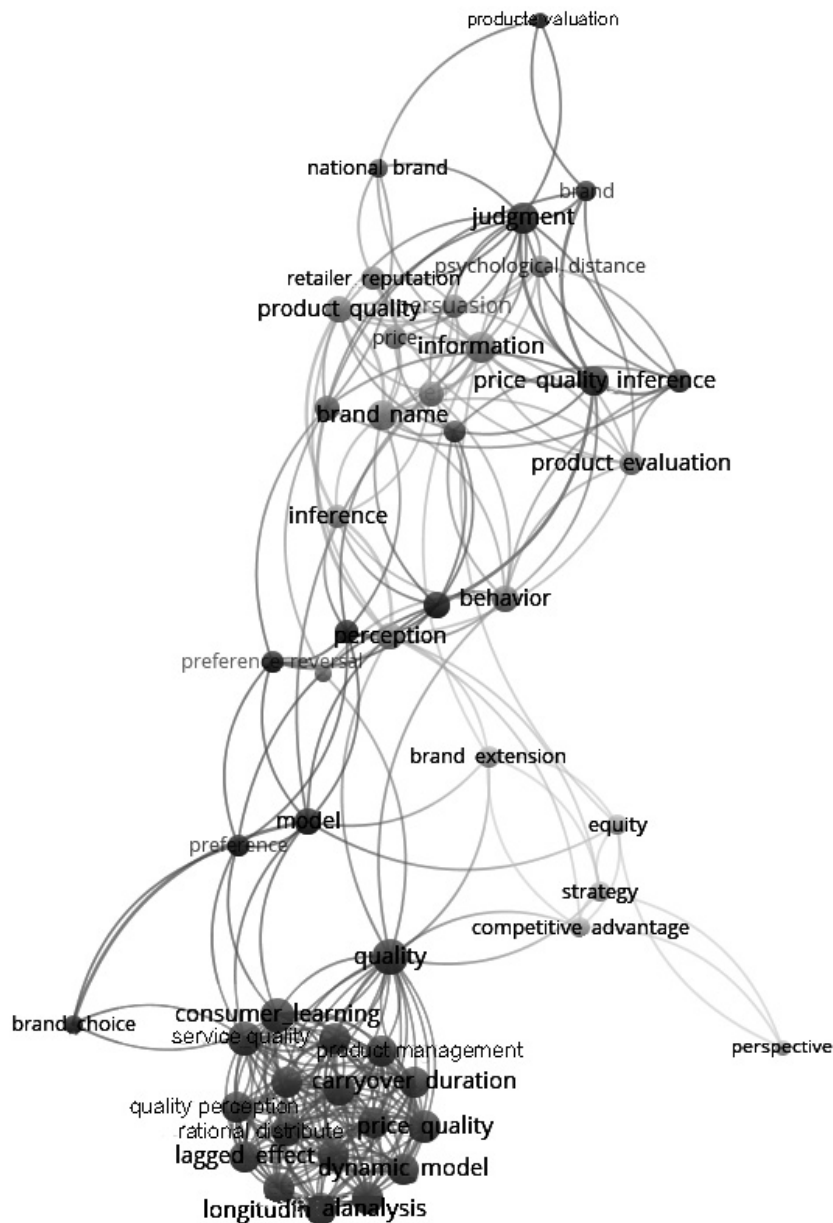 producte valuation
national brand
brand
judgment
psychological distance
retailer reputation
persuasion
product quality
price
information
price quality inference
brand name
product evaluation
inference
behavior
perception
preference reversal
brand extension
model
equity
preference
strategy
competitive advantage
quality
consumer_learning
brand choice
service quality
product management
perspective
carryover duration
quality perception
price quality
rational distribute
lagged effect
dynamic model
longitudin alanalysis